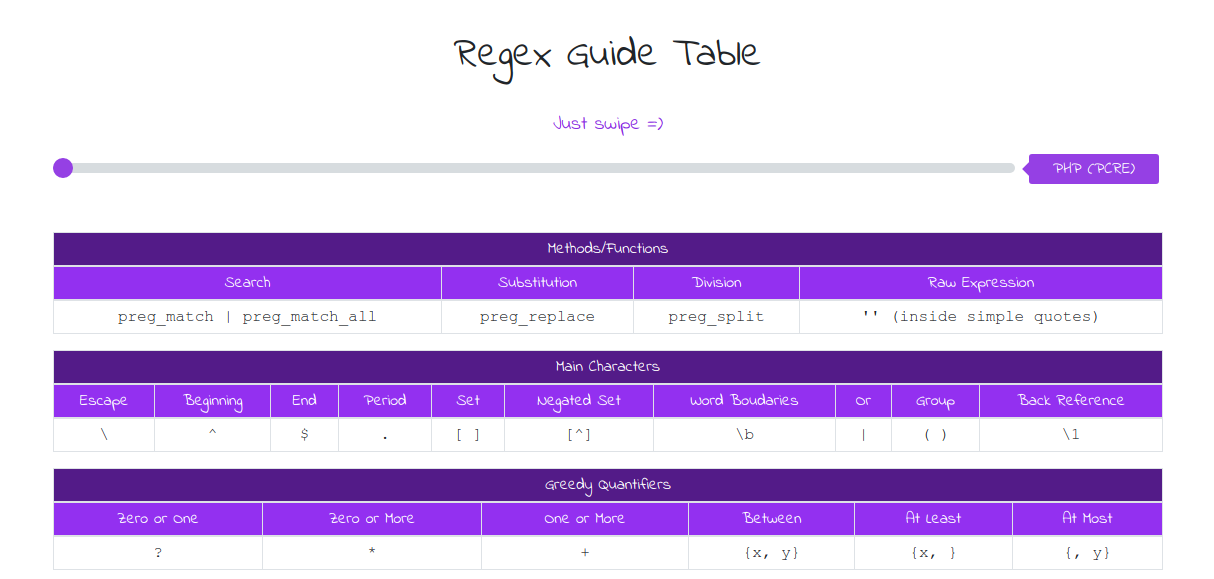 Regex Guide Table
Just swipe =)
PHP (PCRE)
Methods/Functions
Search Substitution Division Raw Expression
preg_match | preg_match_all preg_replace preg_split '' (inside simple quotes)
Main Characters
Escape Beginning End Period Set Negated Set Word Boudaries Or Group Back Reference
\ ^ $ . [ ] [^] \b | ( ) \1
Greedy Quantifiers
Zero or One Zero or More One or More Between At Least At Most
? * + {x, y} {x, } {, y}